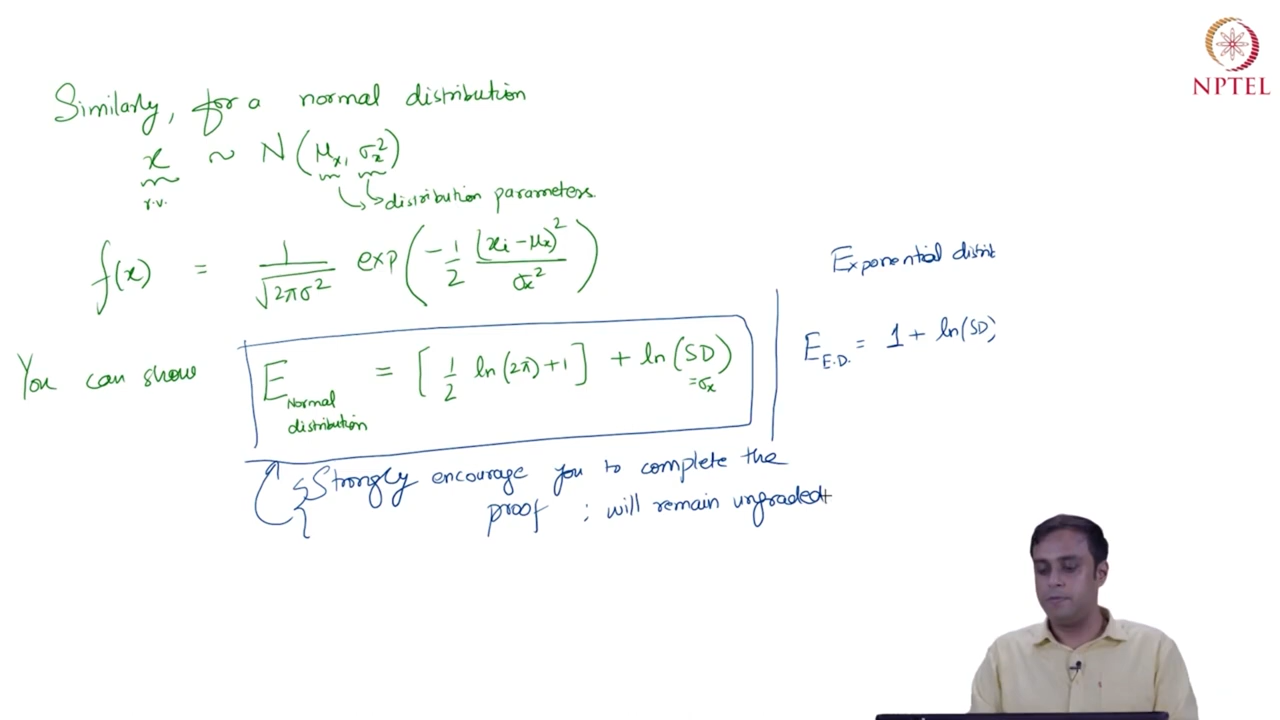 NPTEL
Similarly, for a normal distribution
x ~ N(μₓ, σₓ²)
r.v.
distribution parameters.
f(x) = 1/√(2πσ²) exp(-1/2 (xᵢ-μₓ)²/σₓ²)
Exponential distri
You can show E Normal distribution = [1/2 ln(2π)+1] + ln(SD)
=σₓ
E E.D. = 1 + ln(SD)
Strongly encourage you to complete the
proof ; will remain ungraded